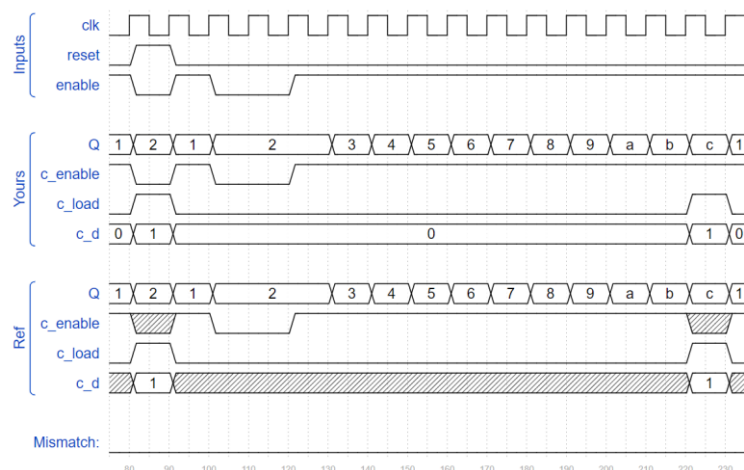 Inputs
clk
reset
enable
Yours
Q 1 2 1 2 3 4 5 6 7 8 9 a b c 1
c_enable
c_load
c_d 0 1 0 1 0
Ref
Q 1 2 1 2 3 4 5 6 7 8 9 a b c 1
c_enable
c_load
c_d 1 1
Mismatch:
80 90 100 110 120 130 140 150 160 170 180 190 200 210 220 230